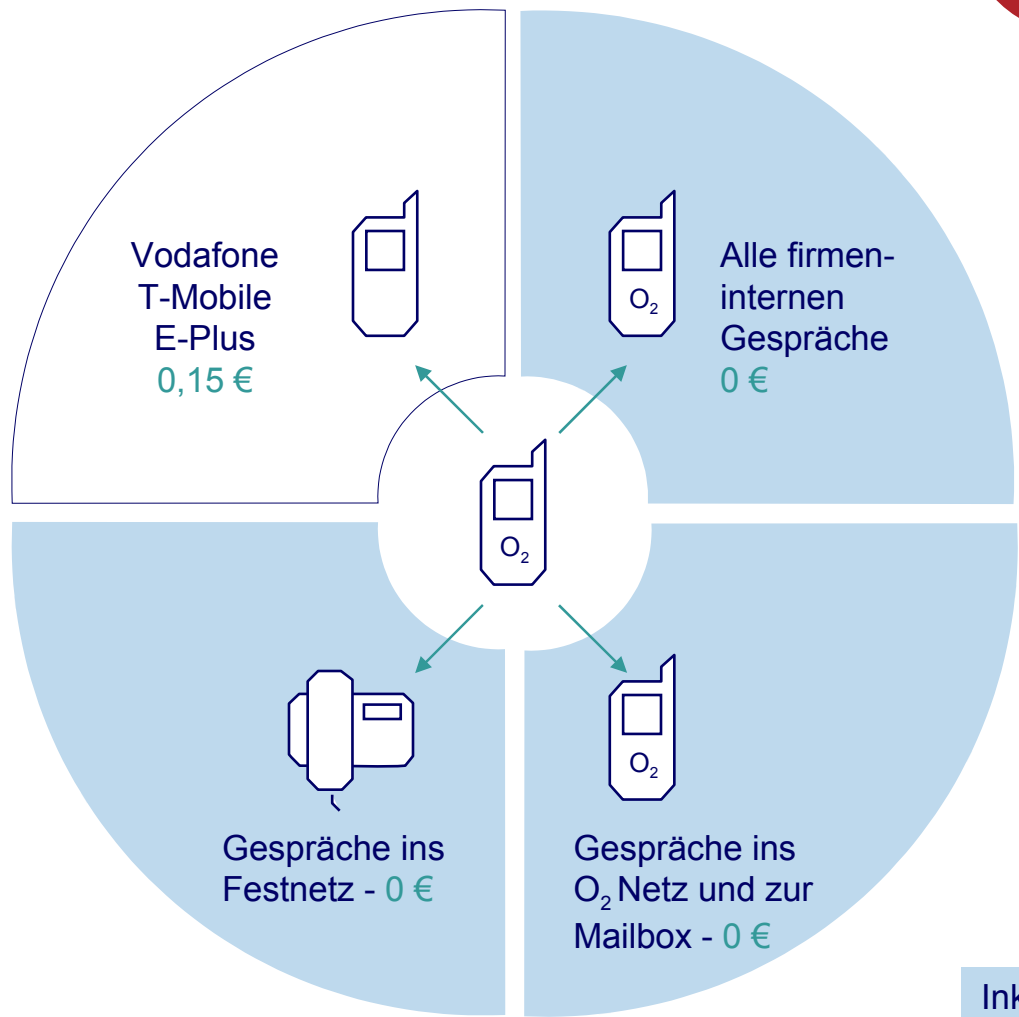 Vodafone
T-Mobile
E-Plus
0,15 €
O₂
Alle firmen-
internen
Gespräche
0 €
O₂
O₂
Gespräche ins
Festnetz - 0 €
Gespräche ins
O₂ Netz und zur
Mailbox - 0 €